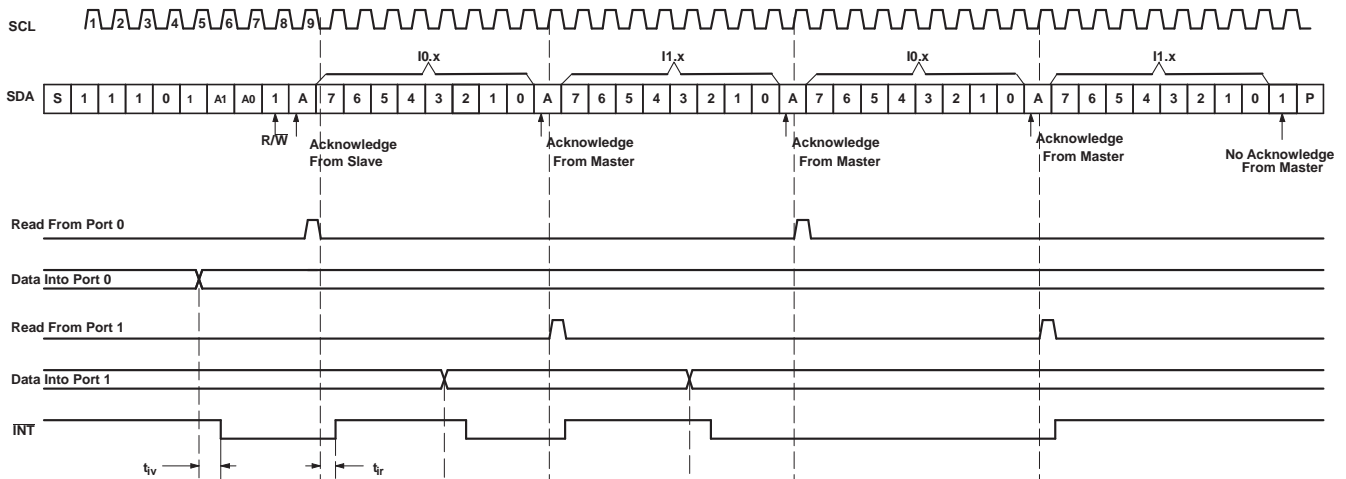 SCL 1 2 3 4 5 6 7 8 9
I0.x I1.x I0.x I1.x
SDA S 1 1 1 0 1 A1 A0 1 A 7 6 5 4 3 2 1 0 A 7 6 5 4 3 2 1 0 A 7 6 5 4 3 2 1 0 A 7 6 5 4 3 2 1 0 1 P
R/W̅
Acknowledge
From Slave
Acknowledge
From Master
Acknowledge
From Master
Acknowledge
From Master
No Acknowledge
From Master
Read From Port 0
Data Into Port 0
Read From Port 1
Data Into Port 1
I̅N̅T̅
tiv tir